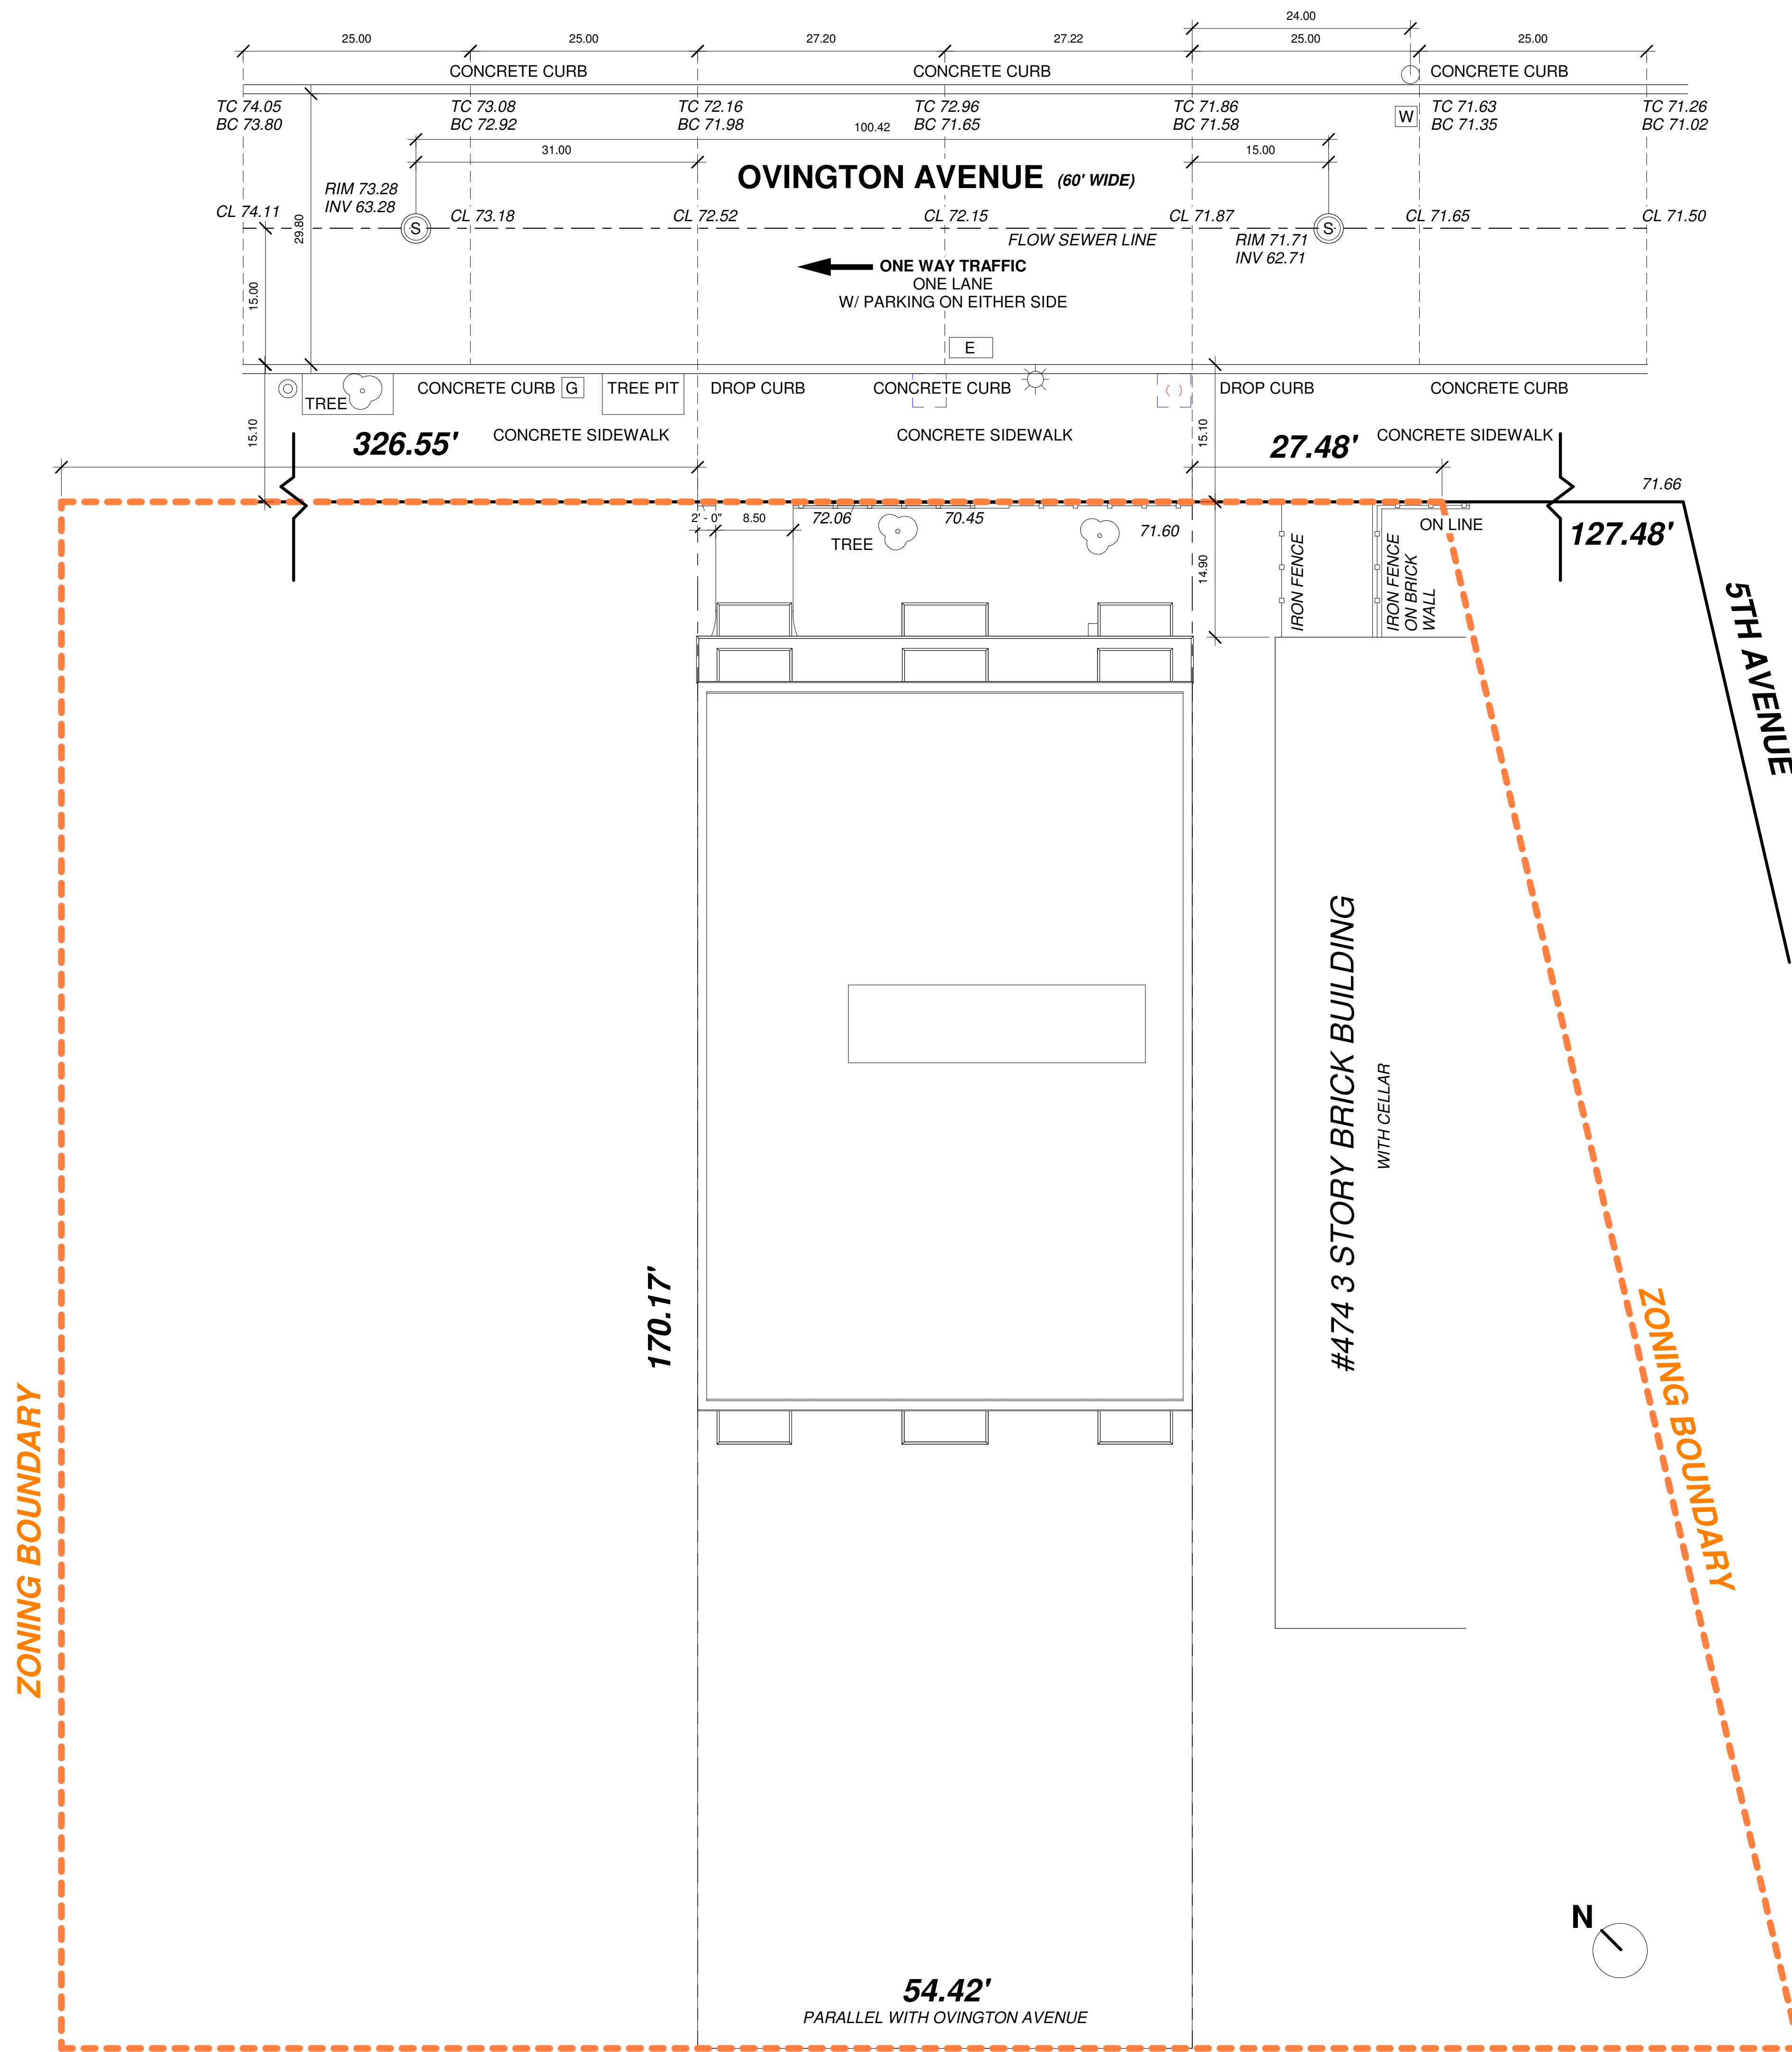 24.00
25.00 25.00 27.20 27.22 25.00 25.00
CONCRETE CURB CONCRETE CURB CONCRETE CURB
TC 74.05 TC 73.08 TC 72.16 TC 72.96 TC 71.86 TC 71.63 TC 71.26
BC 73.80 BC 72.92 BC 71.98 BC 71.65 BC 71.58 W BC 71.35 BC 71.02
100.42
31.00 15.00
OVINGTON AVENUE (60' WIDE)
RIM 73.28
INV 63.28
CL 74.11 CL 73.18 CL 72.52 CL 72.15 CL 71.87 CL 71.65 CL 71.50
29.80
S S
FLOW SEWER LINE RIM 71.71
INV 62.71
ONE WAY TRAFFIC
ONE LANE
W/ PARKING ON EITHER SIDE
15.00
E
CONCRETE CURB G TREE PIT DROP CURB CONCRETE CURB DROP CURB CONCRETE CURB
TREE
15.10 15.10
326.55' CONCRETE SIDEWALK CONCRETE SIDEWALK 27.48' CONCRETE SIDEWALK
71.66
2' - 0" 8.50 72.06 70.45 71.60
TREE
ON LINE
127.48'
14.90
IRON FENCE
IRON FENCE
ON BRICK
WALL
5TH AVENUE
#474 3 STORY BRICK BUILDING
WITH CELLAR
170.17'
ZONING BOUNDARY
ZONING BOUNDARY
N
54.42'
PARALLEL WITH OVINGTON AVENUE